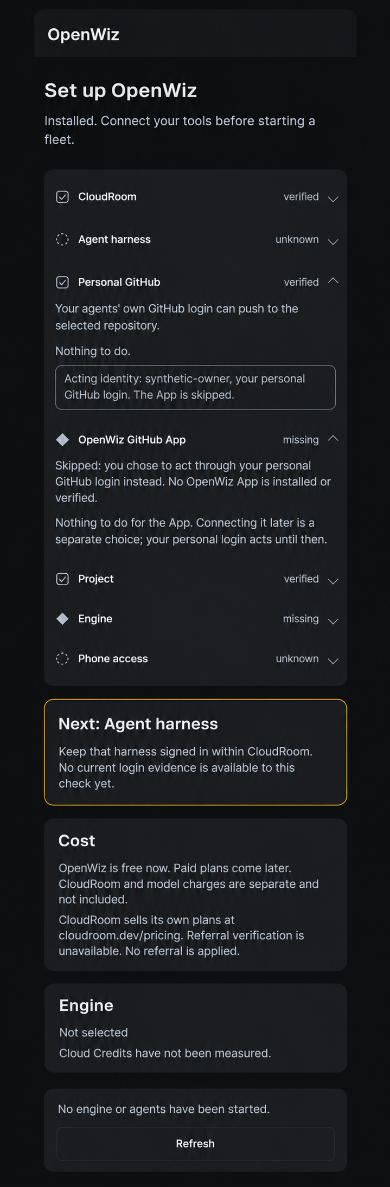 OpenWiz
Set up OpenWiz
Installed. Connect your tools before starting a
fleet.
CloudRoom verified
Agent harness unknown
Personal GitHub verified
Your agents' own GitHub login can push to the
selected repository.
Nothing to do.
Acting identity: synthetic-owner, your personal
GitHub login. The App is skipped.
OpenWiz GitHub App missing
Skipped: you chose to act through your personal
GitHub login instead. No OpenWiz App is installed or
verified.
Nothing to do for the App. Connecting it later is a
separate choice; your personal login acts until then.
Project verified
Engine missing
Phone access unknown
Next: Agent harness
Keep that harness signed in within CloudRoom.
No current login evidence is available to this
check yet.
Cost
OpenWiz is free now. Paid plans come later.
CloudRoom and model charges are separate and
not included.
CloudRoom sells its own plans at
cloudroom.dev/pricing. Referral verification is
unavailable. No referral is applied.
Engine
Not selected
Cloud Credits have not been measured.
No engine or agents have been started.
Refresh